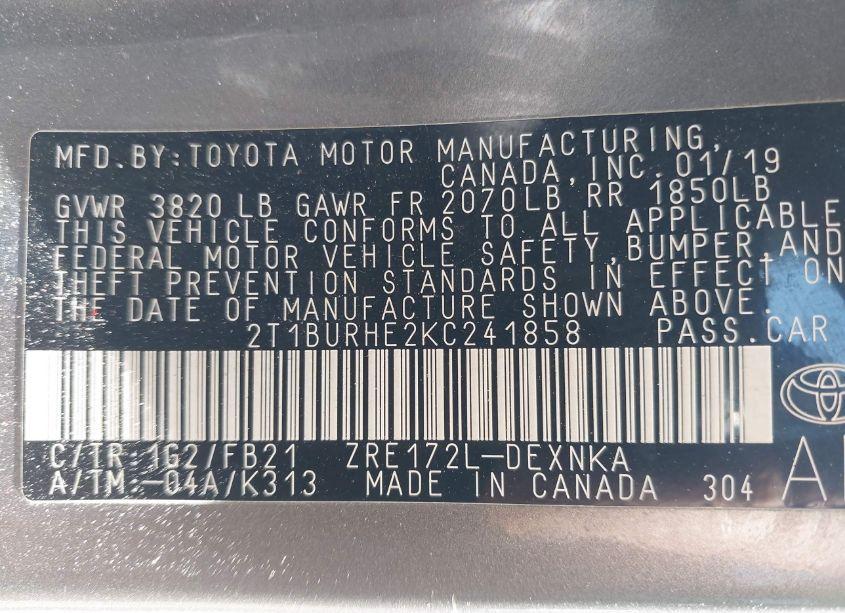 MFD.BY:TOYOTA MOTOR MANUFACTURING,
CANADA,INC.01/19
GVWR 3820 LB GAWR FR 2070LB RR 1850LB
THIS VEHICLE CONFORMS TO ALL APPLICABLE
FEDERAL MOTOR VEHICLE SAFETY,BUMPER,AND
THEFT PREVENTION STANDARDS IN EFFECT ON
THE DATE OF MANUFACTURE SHOWN ABOVE.
2T1BURHE2KC241858 PASS.CAR
C/TR:1G2/FB21 ZRE172L-DEXNKA
A/TM:-04A/K313 MADE IN CANADA 304